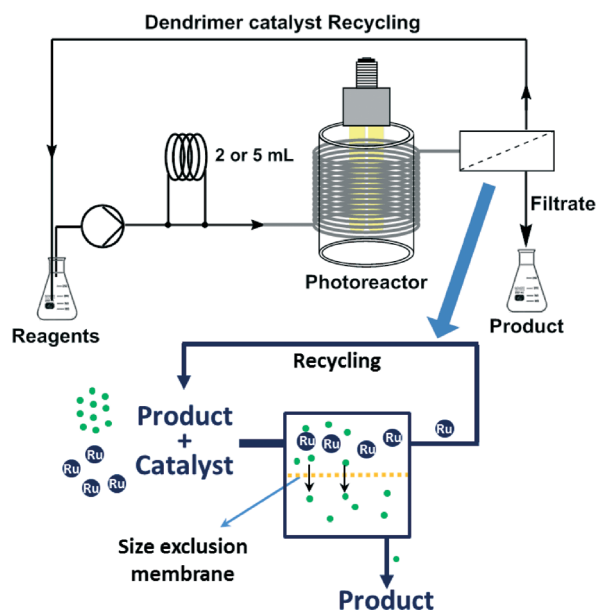 Dendrimer catalyst Recycling
2 or 5 mL
Filtrate
Photoreactor
Reagents
Product
Recycling
Product
+
Catalyst
Ru
Ru
Ru
Ru
Ru
Ru
Ru
Ru
Ru
Size exclusion
membrane
Product